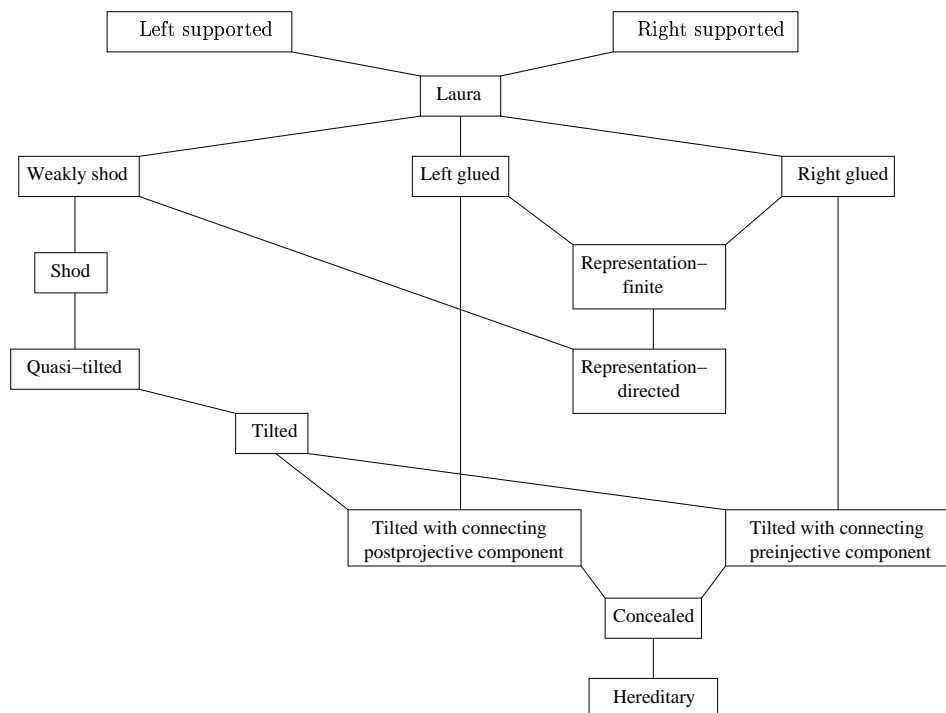 Left supported
Right supported
Laura
Weakly shod
Left glued
Right glued
Shod
Representation–
finite
Quasi–tilted
Representation–
directed
Tilted
Tilted with connecting
postprojective component
Tilted with connecting
preinjective component
Concealed
Hereditary